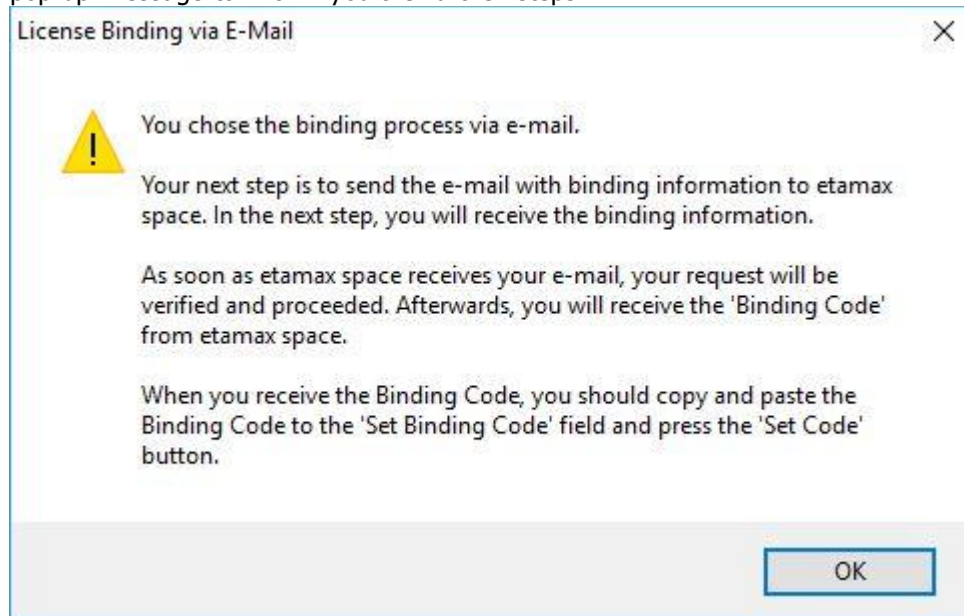 License Binding via E-Mail
You chose the binding process via e-mail.
Your next step is to send the e-mail with binding information to etamax
space. In the next step, you will receive the binding information.
As soon as etamax space receives your e-mail, your request will be
verified and proceeded. Afterwards, you will receive the 'Binding Code'
from etamax space.
When you receive the Binding Code, you should copy and paste the
Binding Code to the 'Set Binding Code' field and press the 'Set Code'
button.
OK